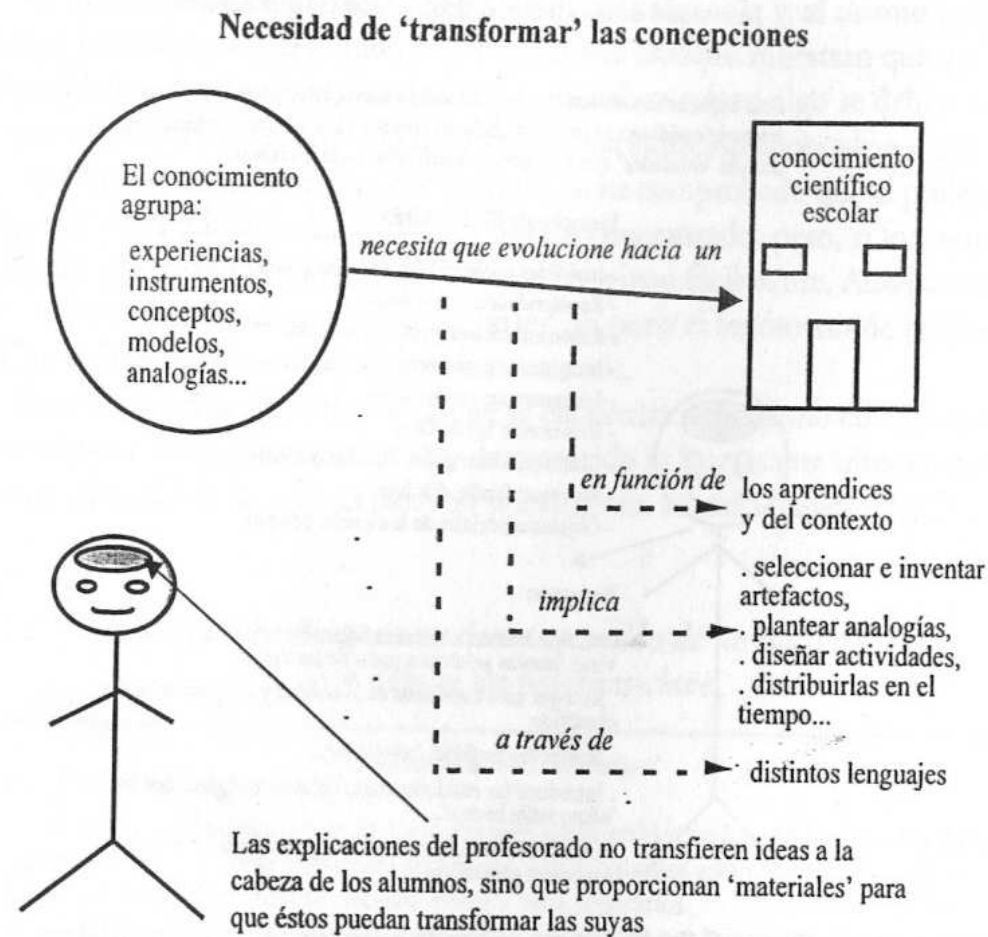 Necesidad de ‘transformar’ las concepciones
El conocimiento
agrupa:
experiencias,
instrumentos,
conceptos,
modelos,
analogías...
necesita que evolucione hacia un
conocimiento
científico
escolar
en función de
los aprendices
y del contexto
implica
. seleccionar e inventar
artefactos,
. plantear analogías,
. diseñar actividades,
. distribuirlas en el
tiempo...
a través de
distintos lenguajes
Las explicaciones del profesorado no transfieren ideas a la
cabeza de los alumnos, sino que proporcionan ‘materiales’ para
que éstos puedan transformar las suyas